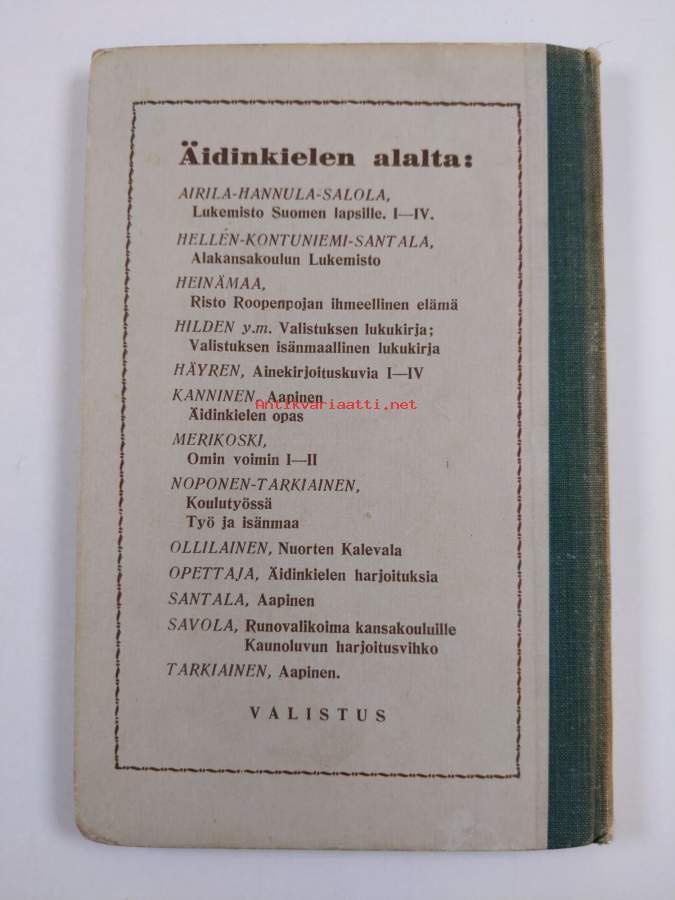 Äidinkielen alalta:
AIRILA-HANNULA-SALOLA,
Lukemisto Suomen lapsille. I—IV.
HELLÉN-KONTUNIEMI-SANTALA,
Alakansakoulun Lukemisto
HEINÄMAA,
Risto Roopenpojan ihmeellinen elämä
HILDEN y.m. Valistuksen lukukirja;
Valistuksen isänmaallinen lukukirja
HÄYREN, Ainekirjoituskuvia I—IV
KANNINEN, Aapinen
Antikvariaatti.net
Äidinkielen opas
MERIKOSKI,
Omin voimin I—II
NOPONEN-TARKIAINEN,
Koulutyössä
Työ ja isänmaa
OLLILAINEN, Nuorten Kalevala
OPETTAJA, Äidinkielen harjoituksia
SANTALA, Aapinen
SAVOLA, Runovalikoima kansakouluille
Kaunoluvun harjoitusvihko
TARKIAINEN, Aapinen.
VALISTUS